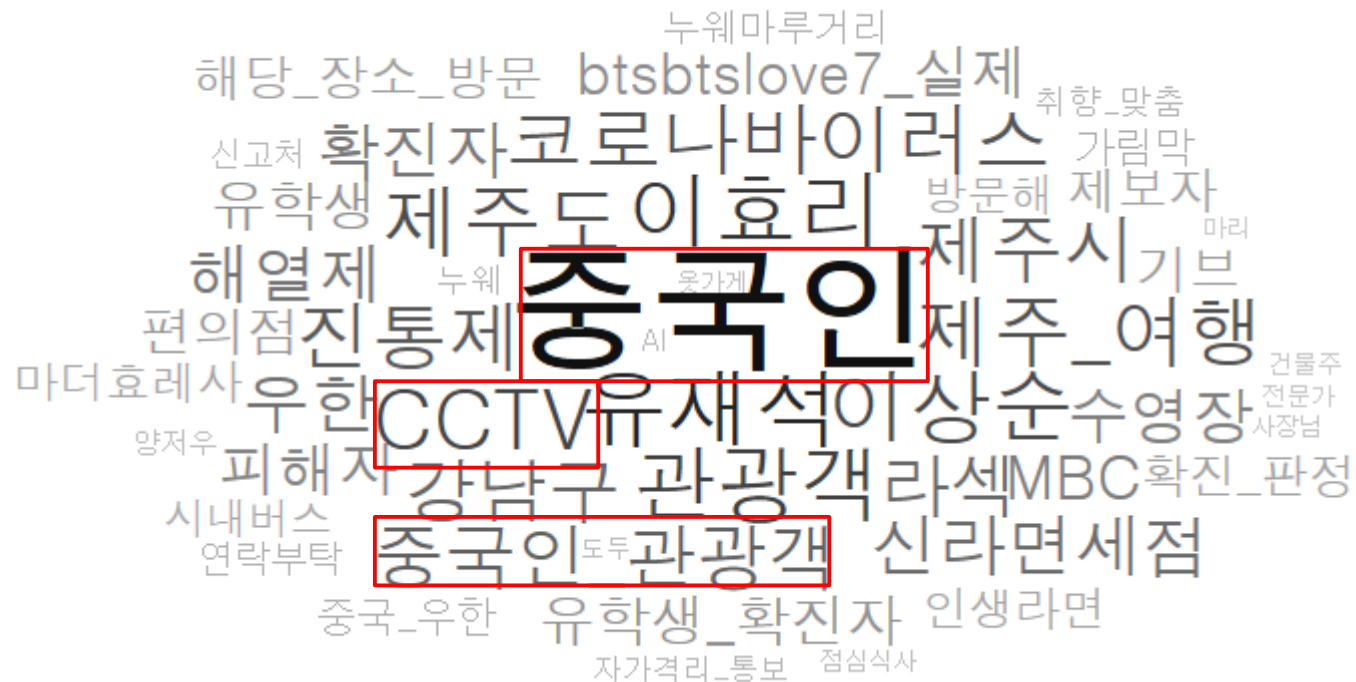 누웨마루거리
해당_장소_방문 btsbtslove7_실제
취향_맞춤
신고처 확진자 코로나바이러스 가림막
유학생 제주도 이효리 방문해 제보자
마리
해열제 누웨 중국인 옷가게 제주시 기브
편의점 진통제 AI 제주_여행
마더효레사 우한 CCTV 유재석 이상순 수영장 건물주
전문가
사장님
양저우 피해자 강남구 관광객 라섹 MBC 확진_판정
시내버스
연락부탁 중국인_관광객 도두 신라면세점
중국_우한 유학생_확진자 인생라면
자가격리_통보 점심식사